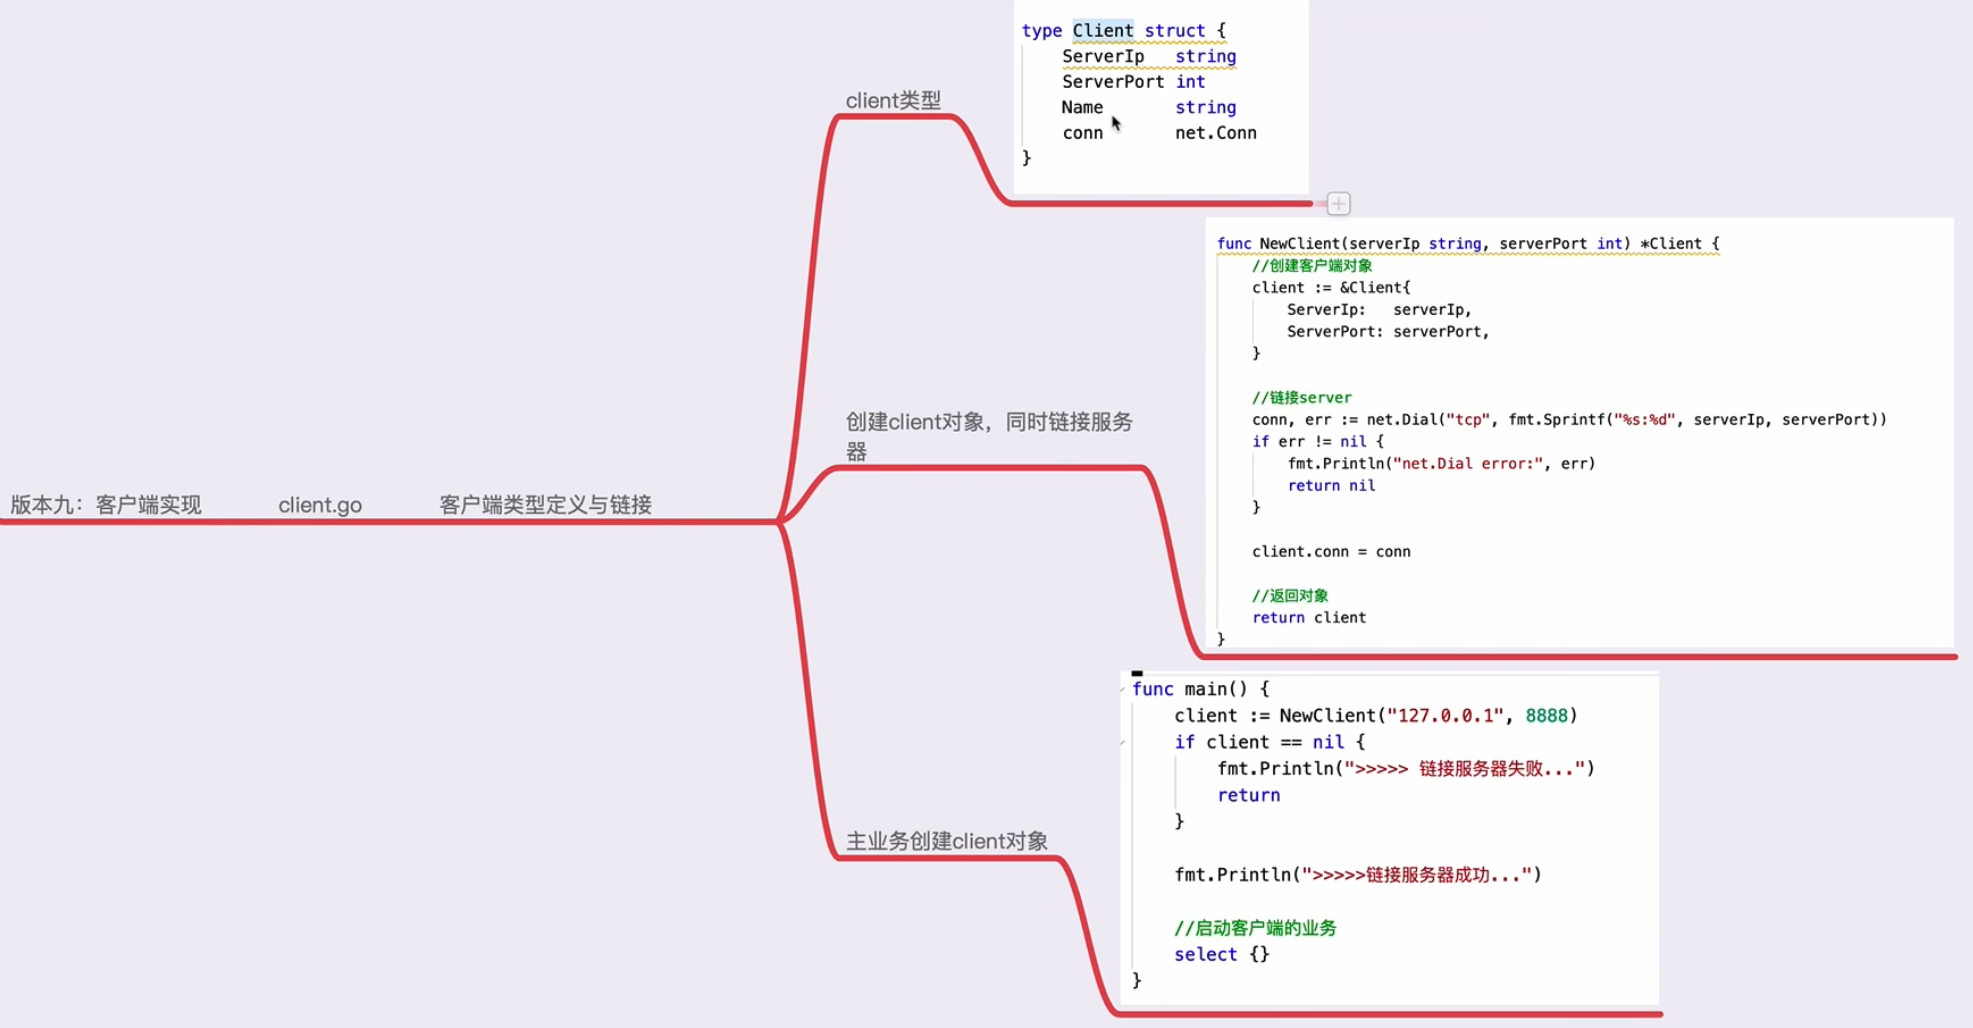 版本九：客户端实现
client.go
客户端类型定义与链接
client类型
type Client struct {
    ServerIp   string
    ServerPort int
    Name       string
    conn       net.Conn
}
创建client对象，同时链接服务
器
func NewClient(serverIp string, serverPort int) *Client {
    //创建客户端对象
    client := &Client{
        ServerIp:   serverIp,
        ServerPort: serverPort,
    }
    //链接server
    conn, err := net.Dial("tcp", fmt.Sprintf("%s:%d", serverIp, serverPort))
    if err != nil {
        fmt.Println("net.Dial error:", err)
        return nil
    }
    client.conn = conn
    //返回对象
    return client
}
主业务创建client对象
func main() {
    client := NewClient("127.0.0.1", 8888)
    if client == nil {
        fmt.Println(">>>>> 链接服务器失败...")
        return
    }
    fmt.Println(">>>>>链接服务器成功...")
    //启动客户端的业务
    select {}
}